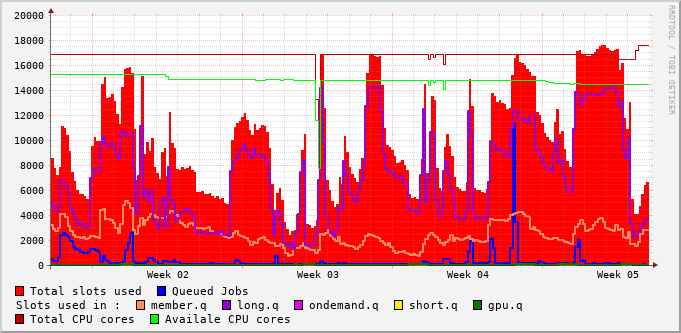 20000
18000
16000
14000
12000
10000
8000
6000
4000
2000
0
Week 02 Week 03 Week 04 Week 05
RRDTOOL / TOBI OETIKER
Total slots used Queued Jobs
Slots used in : member.q long.q ondemand.q short.q gpu.q
Total CPU cores Availale CPU cores